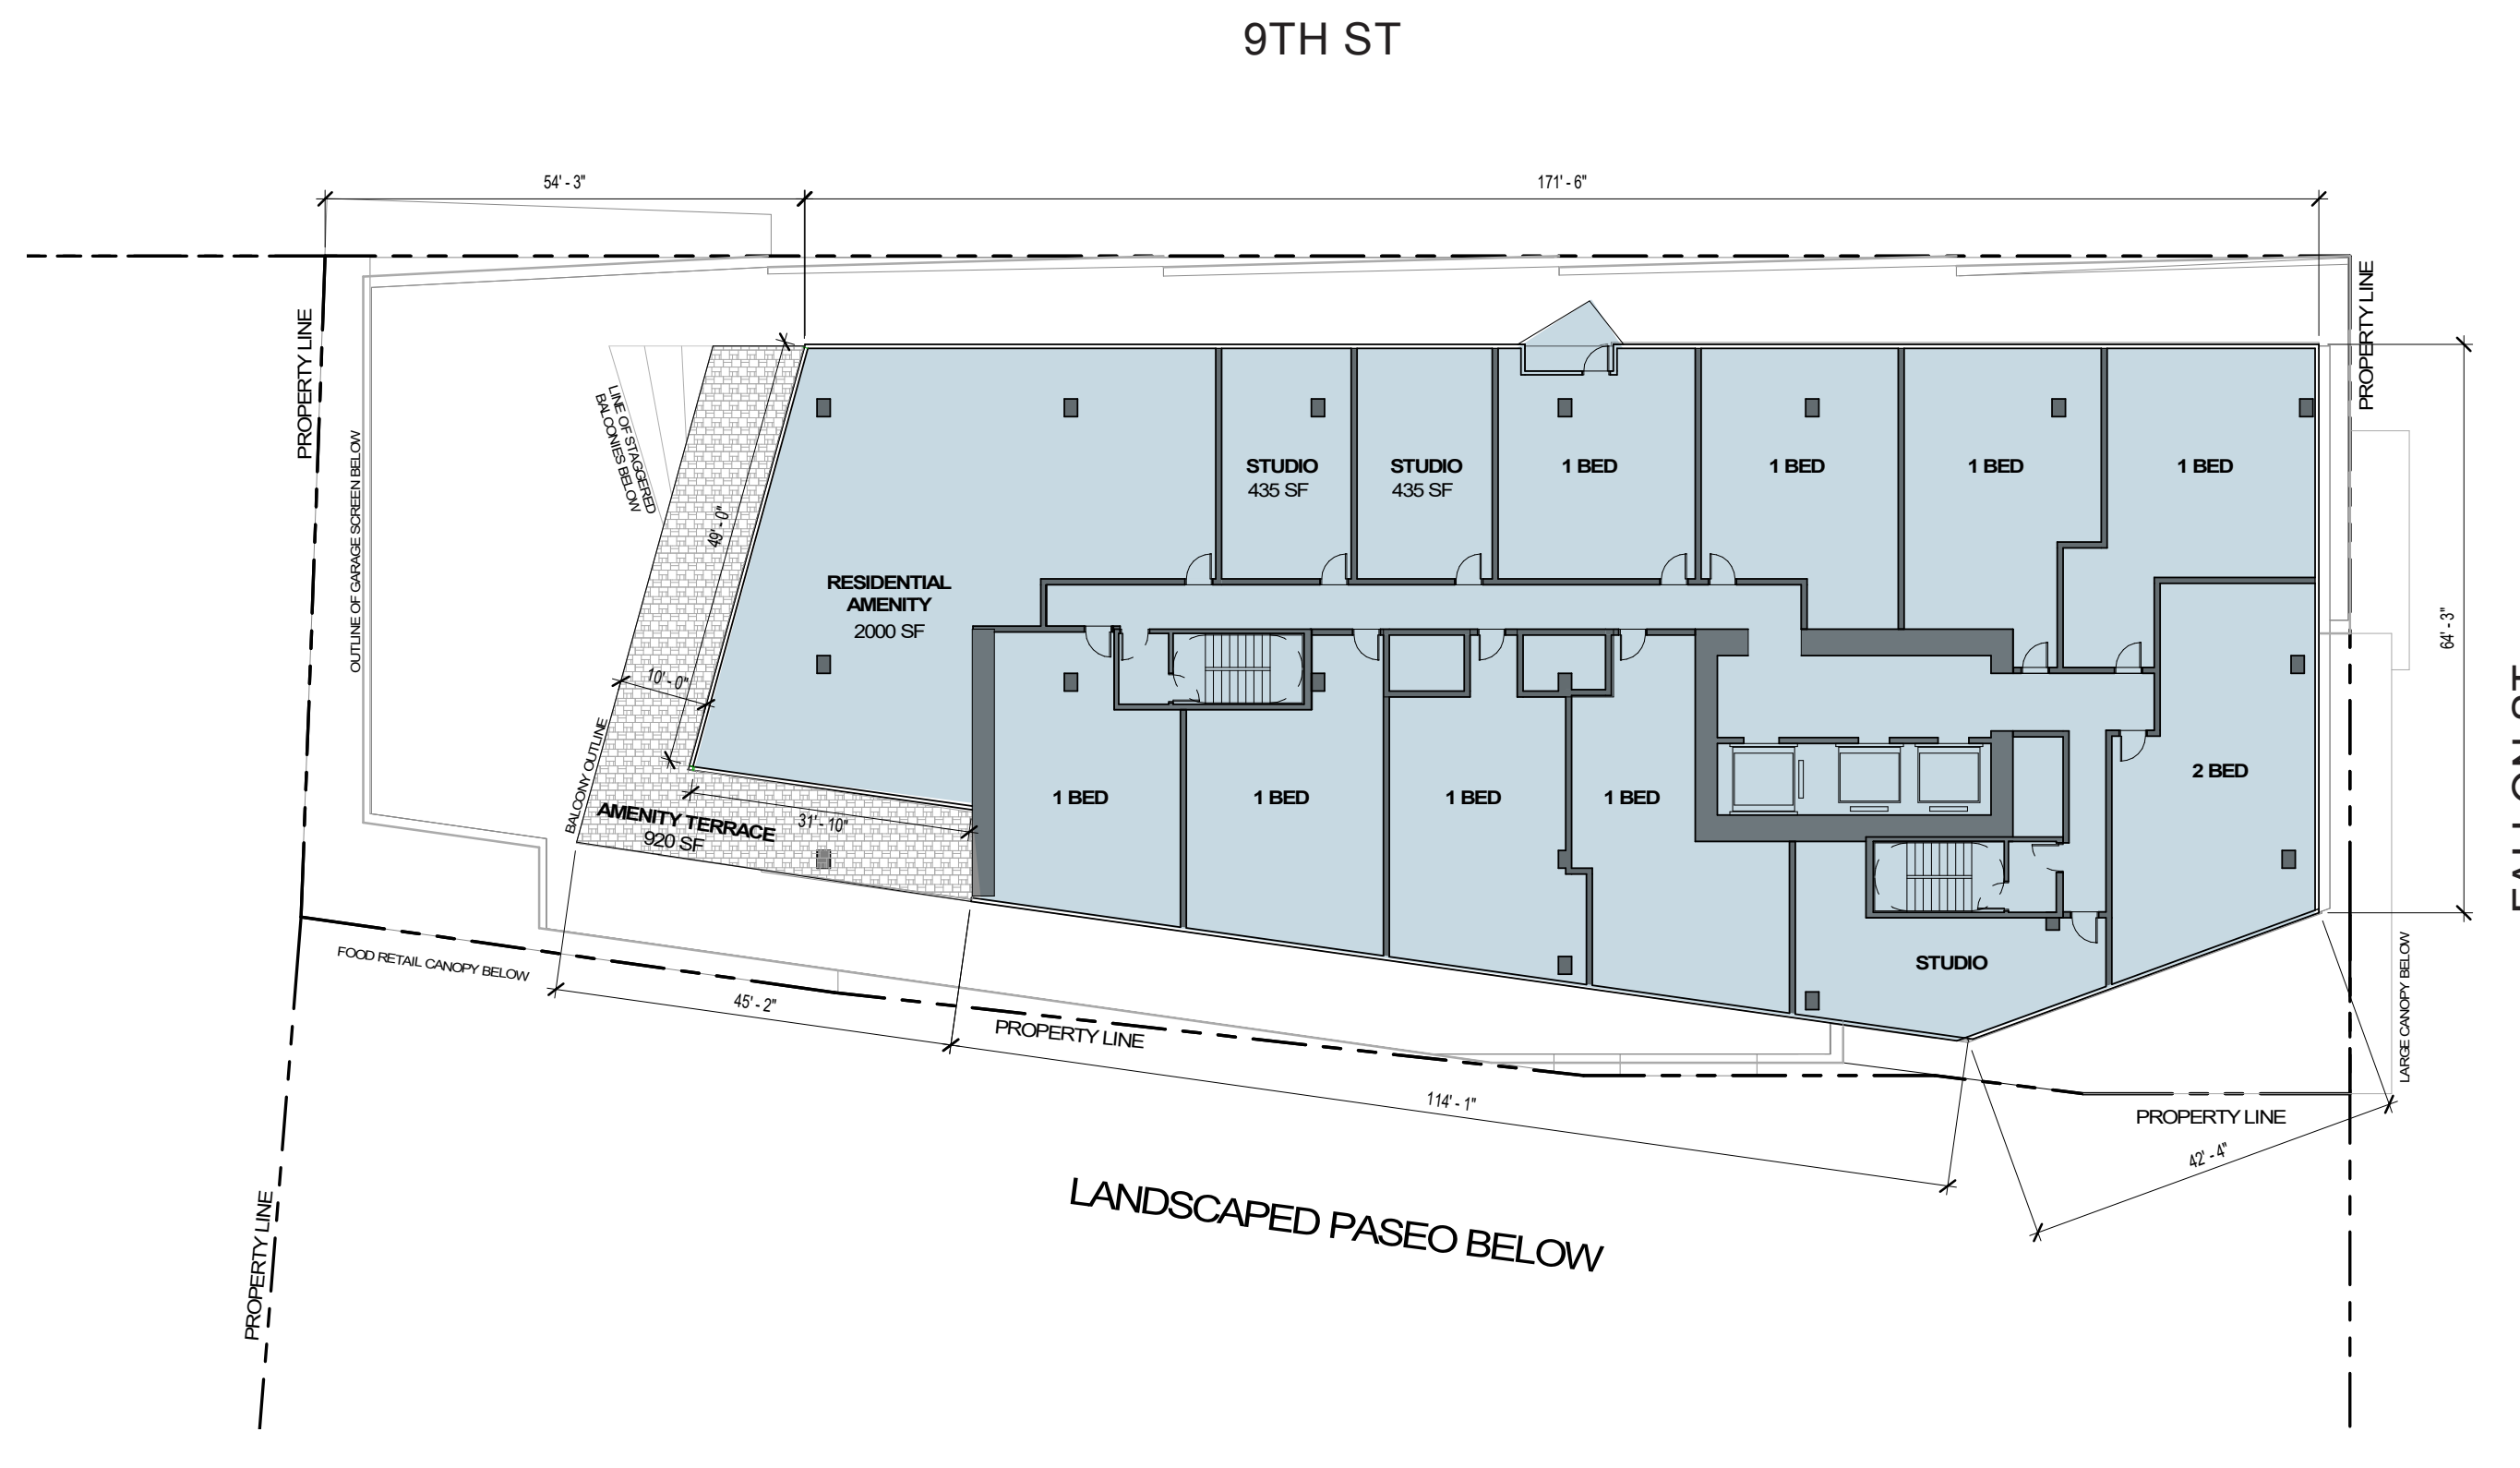 9TH ST
54' - 3"
171' - 6"
PROPERTY LINE
PROPERTY LINE
OUTLINE OF GARAGE SCREEN BELOW
LINE OF STAGGERED
BALCONIES BELOW
49' - 0"
STUDIO
435 SF
STUDIO
435 SF
1 BED
1 BED
1 BED
1 BED
RESIDENTIAL
AMENITY
2000 SF
64' - 3"
10' - 0"
BALCONY OUTLINE
AMENITY TERRACE
920 SF
31' - 10"
1 BED
1 BED
1 BED
1 BED
2 BED
STUDIO
FALLON ST
FOOD RETAIL CANOPY BELOW
45' - 2"
PROPERTY LINE
114' - 1"
LARGE CANOPY BELOW
PROPERTY LINE
42' - 4"
LANDSCAPED PASEO BELOW
PROPERTY LINE